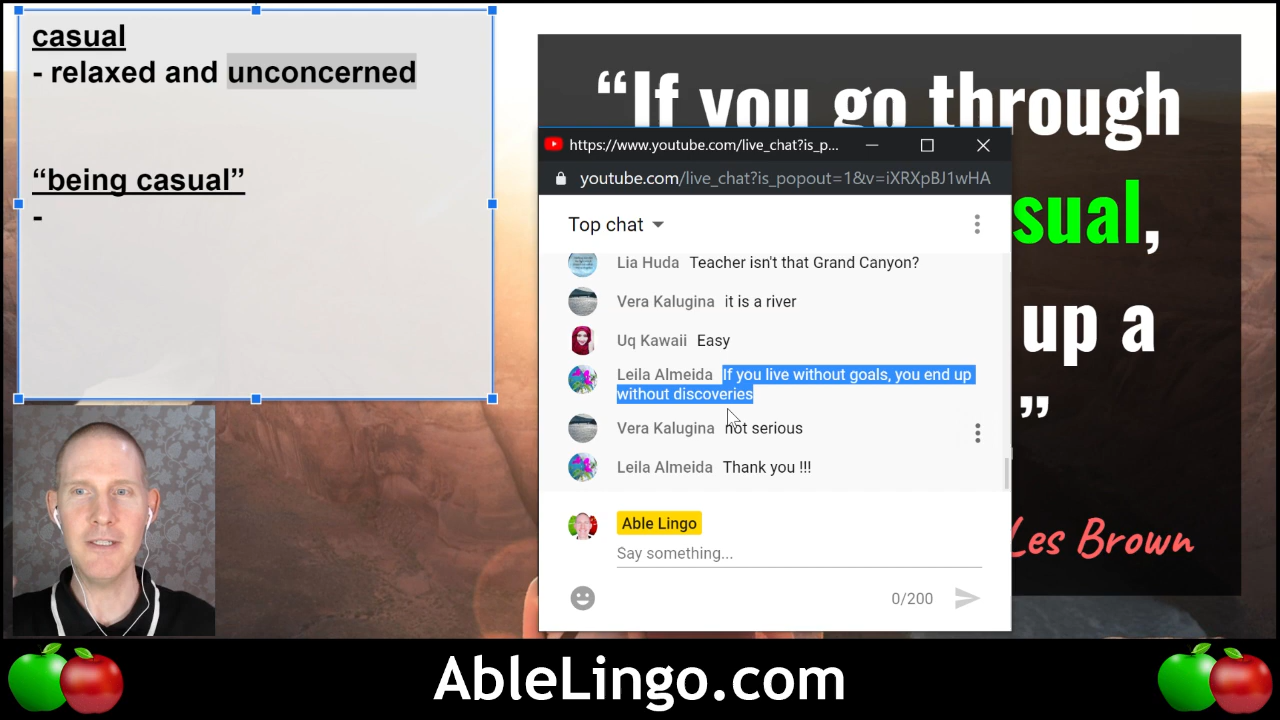 casual
- relaxed and unconcerned
“being casual”
-
“If you go through
sual,
up a
”
Les Brown
https://www.youtube.com/live_chat?is_p...
youtube.com/live_chat?is_popout=1&v=iXRXpBJ1wHA
Top chat
Lia Huda Teacher isn't that Grand Canyon?
Vera Kalugina it is a river
Uq Kawaii Easy
Leila Almeida If you live without goals, you end up
without discoveries
Vera Kalugina not serious
Leila Almeida Thank you !!!
Able Lingo
Say something...
0/200
AbleLingo.com